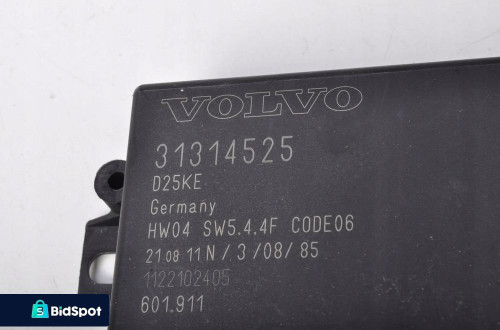 VOLVO
31314525
D25KE
Germany
HW04 SW5.4.4F CODE06
21 08 11 N / 3 / 08 / 85
1122102405
601.911
BidSpot